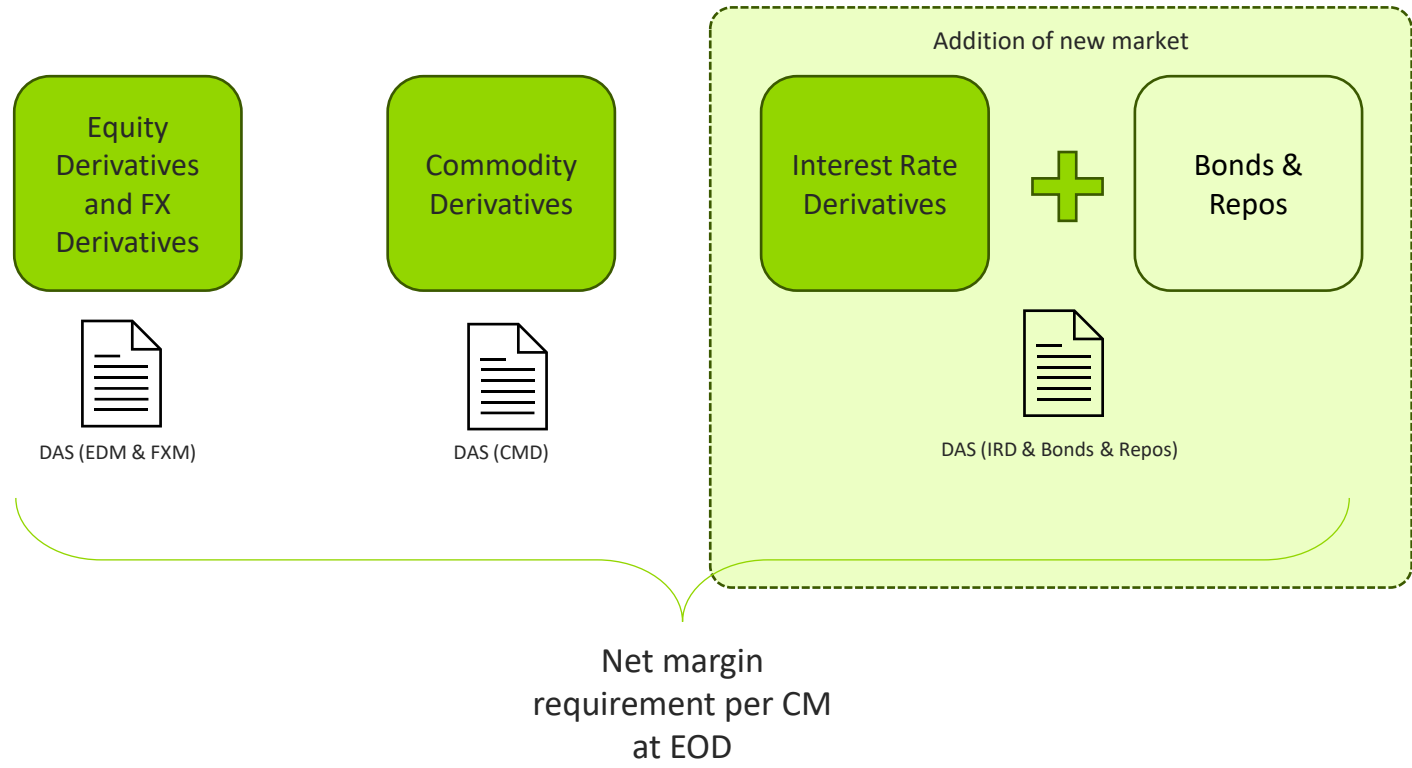 Addition of new market
Equity
Derivatives
and FX
Derivatives
Commodity
Derivatives
Interest Rate
Derivatives
Bonds &
Repos
DAS (EDM & FXM)
DAS (CMD)
DAS (IRD & Bonds & Repos)
Net margin
requirement per CM
at EOD